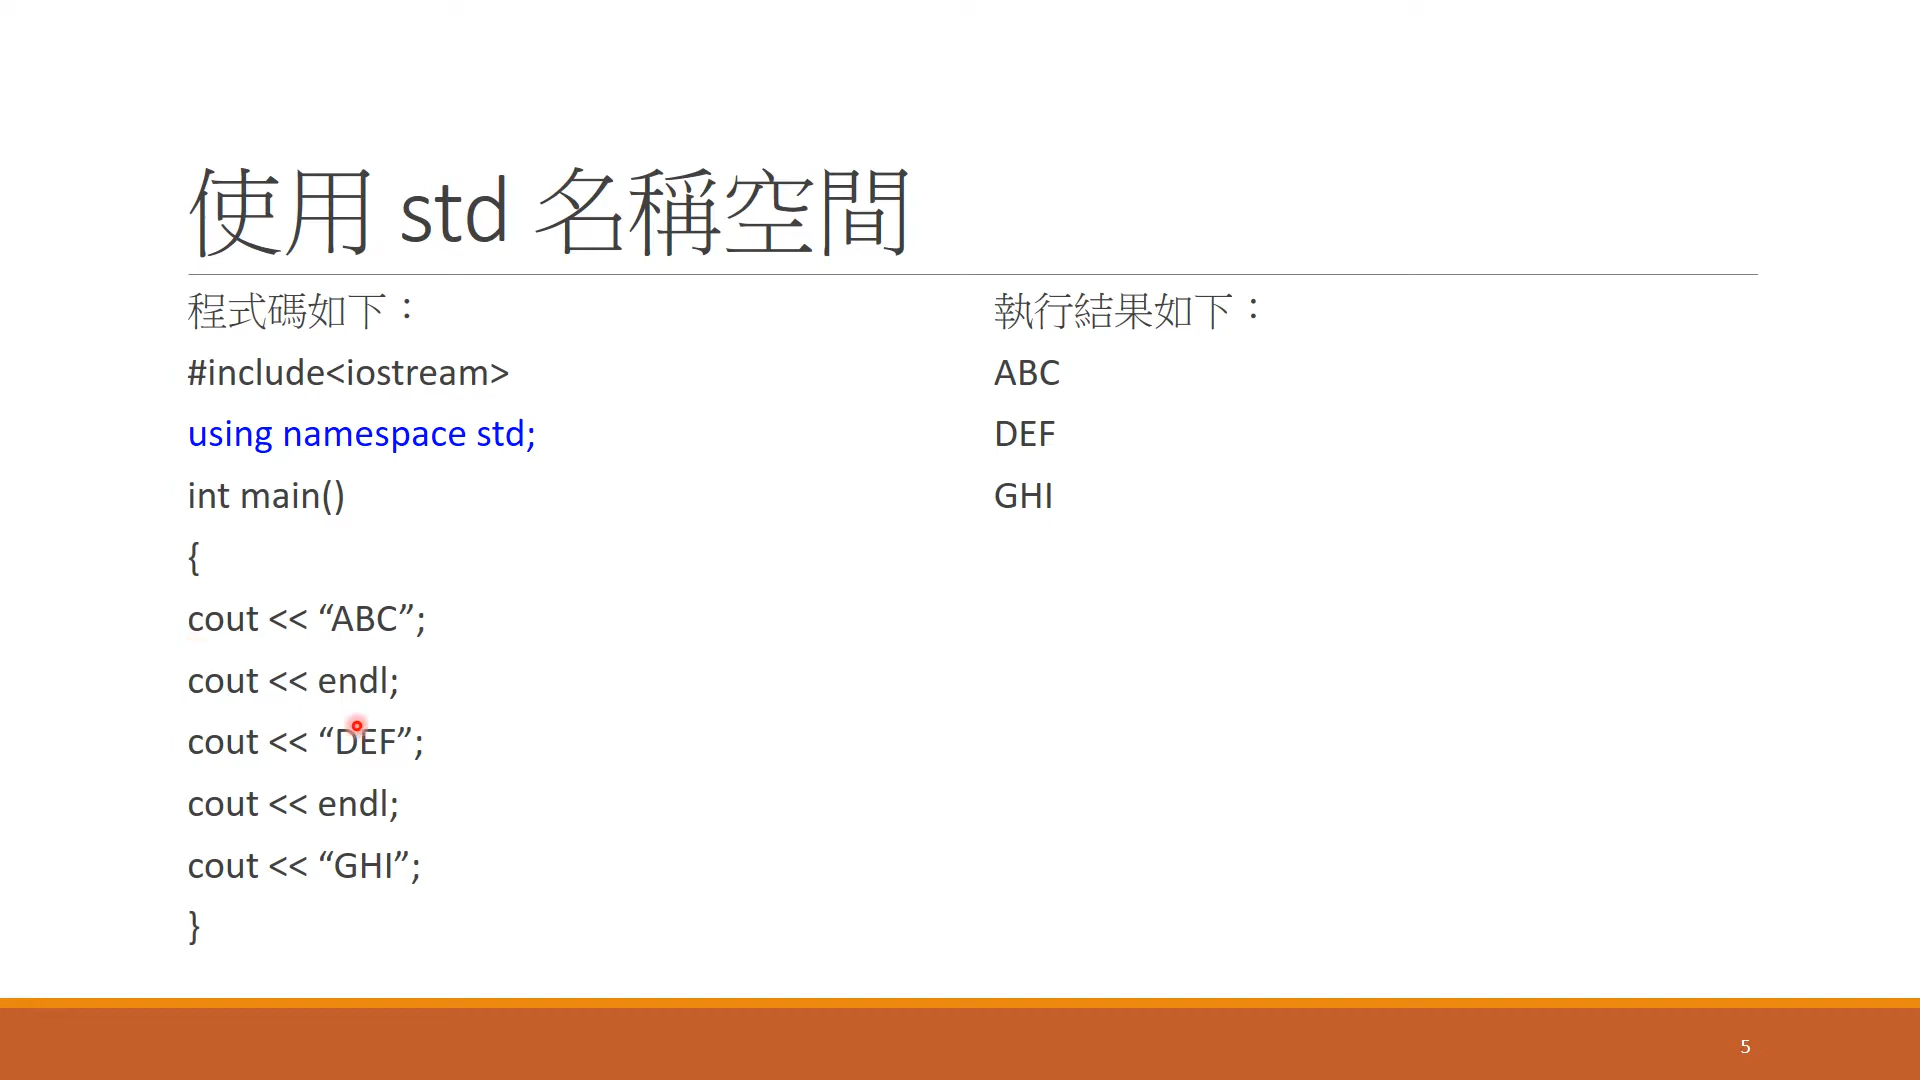 使用 std 名稱空間
程式碼如下：
#include<iostream>
using namespace std;
int main()
{
cout << “ABC”;
cout << endl;
cout << “DEF”;
cout << endl;
cout << “GHI”;
}
執行結果如下：
ABC
DEF
GHI
5